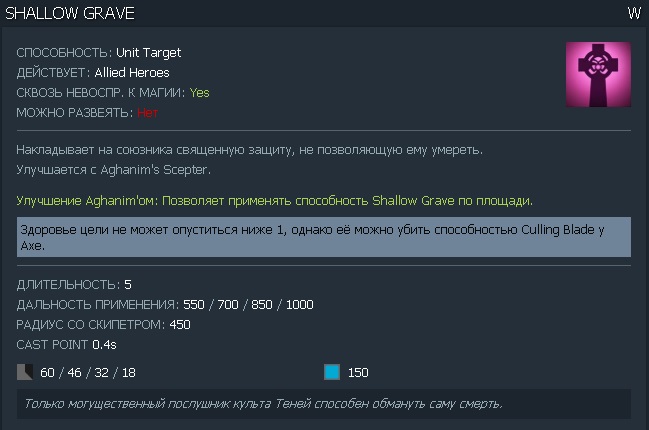 SHALLOW GRAVE W
СПОСОБНОСТЬ: Unit Target
ДЕЙСТВУЕТ: Allied Heroes
СКВОЗЬ НЕВОСПР. К МАГИИ: Yes
МОЖНО РАЗВЕЯТЬ: Нет
Накладывает на союзника священную защиту, не позволяющую ему умереть.
Улучшается с Aghanim's Scepter.
Улучшение Aghanim'ом: Позволяет применять способность Shallow Grave по площади.
Здоровье цели не может опуститься ниже 1, однако её можно убить способностью Culling Blade у
Axe.
ДЛИТЕЛЬНОСТЬ: 5
ДАЛЬНОСТЬ ПРИМЕНЕНИЯ: 550 / 700 / 850 / 1000
РАДИУС СО СКИПЕТРОМ: 450
CAST POINT 0.4s
60 / 46 / 32 / 18 150
Только могущественный послушник культа Теней способен обмануть саму смерть.